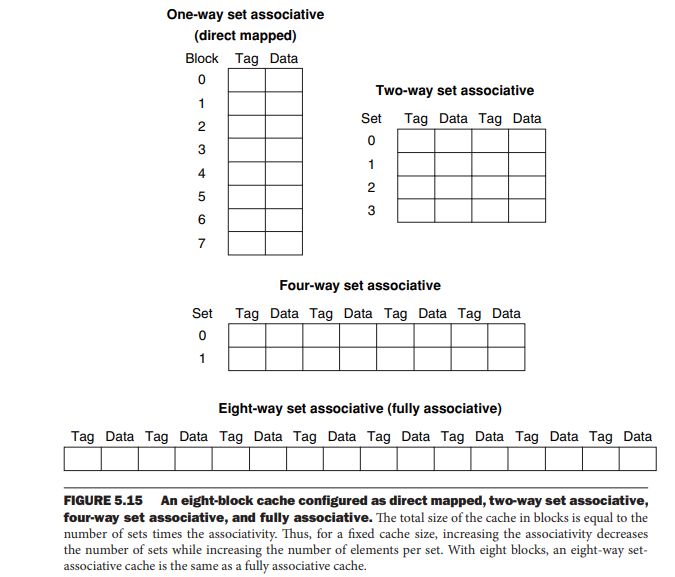 One-way set associative
(direct mapped)
Block Tag Data
0
1
2
3
4
5
6
7
Two-way set associative
Set Tag Data Tag Data
0
1
2
3
Four-way set associative
Set Tag Data Tag Data Tag Data Tag Data
0
1
Eight-way set associative (fully associative)
Tag Data Tag Data Tag Data Tag Data Tag Data Tag Data Tag Data Tag Data
FIGURE 5.15 An eight-block cache configured as direct mapped, two-way set associative,
four-way set associative, and fully associative. The total size of the cache in blocks is equal to the
number of sets times the associativity. Thus, for a fixed cache size, increasing the associativity decreases
the number of sets while increasing the number of elements per set. With eight blocks, an eight-way set-
associative cache is the same as a fully associative cache.